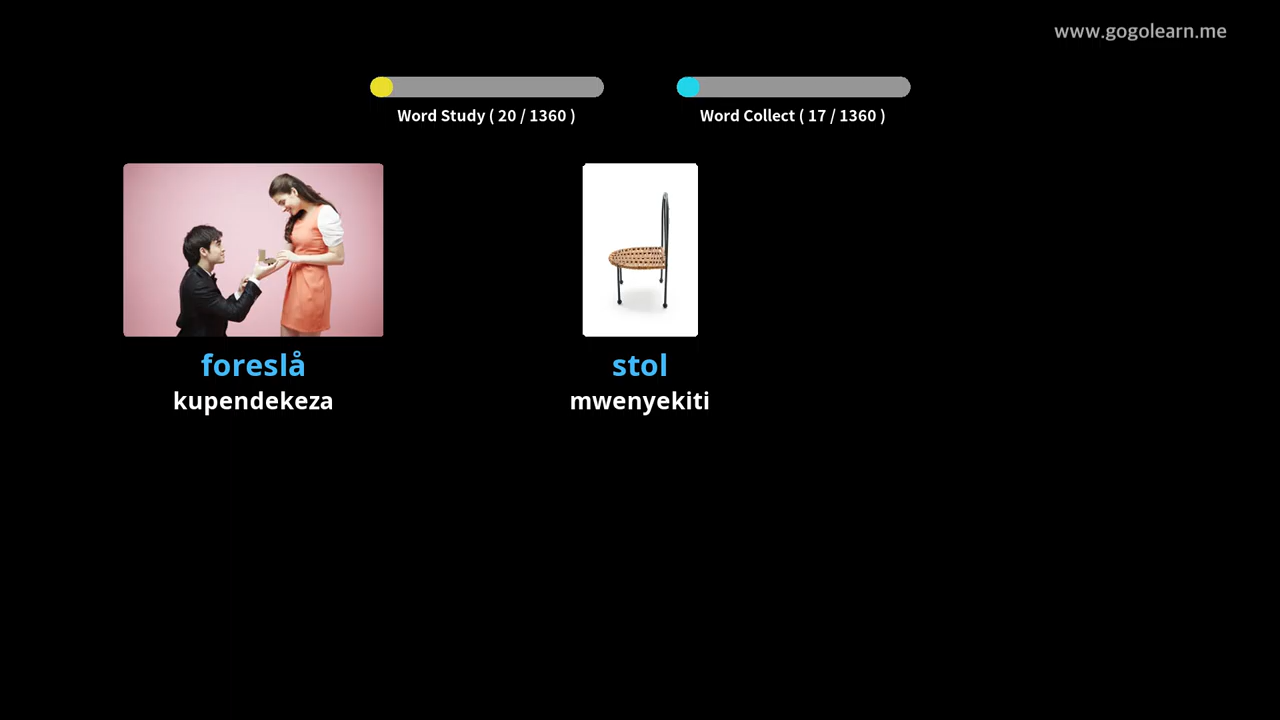 www.gogolearn.me
Word Study ( 20 / 1360 )
Word Collect ( 17 / 1360 )
foreslå
kupendekeza
stol
mwenyekiti